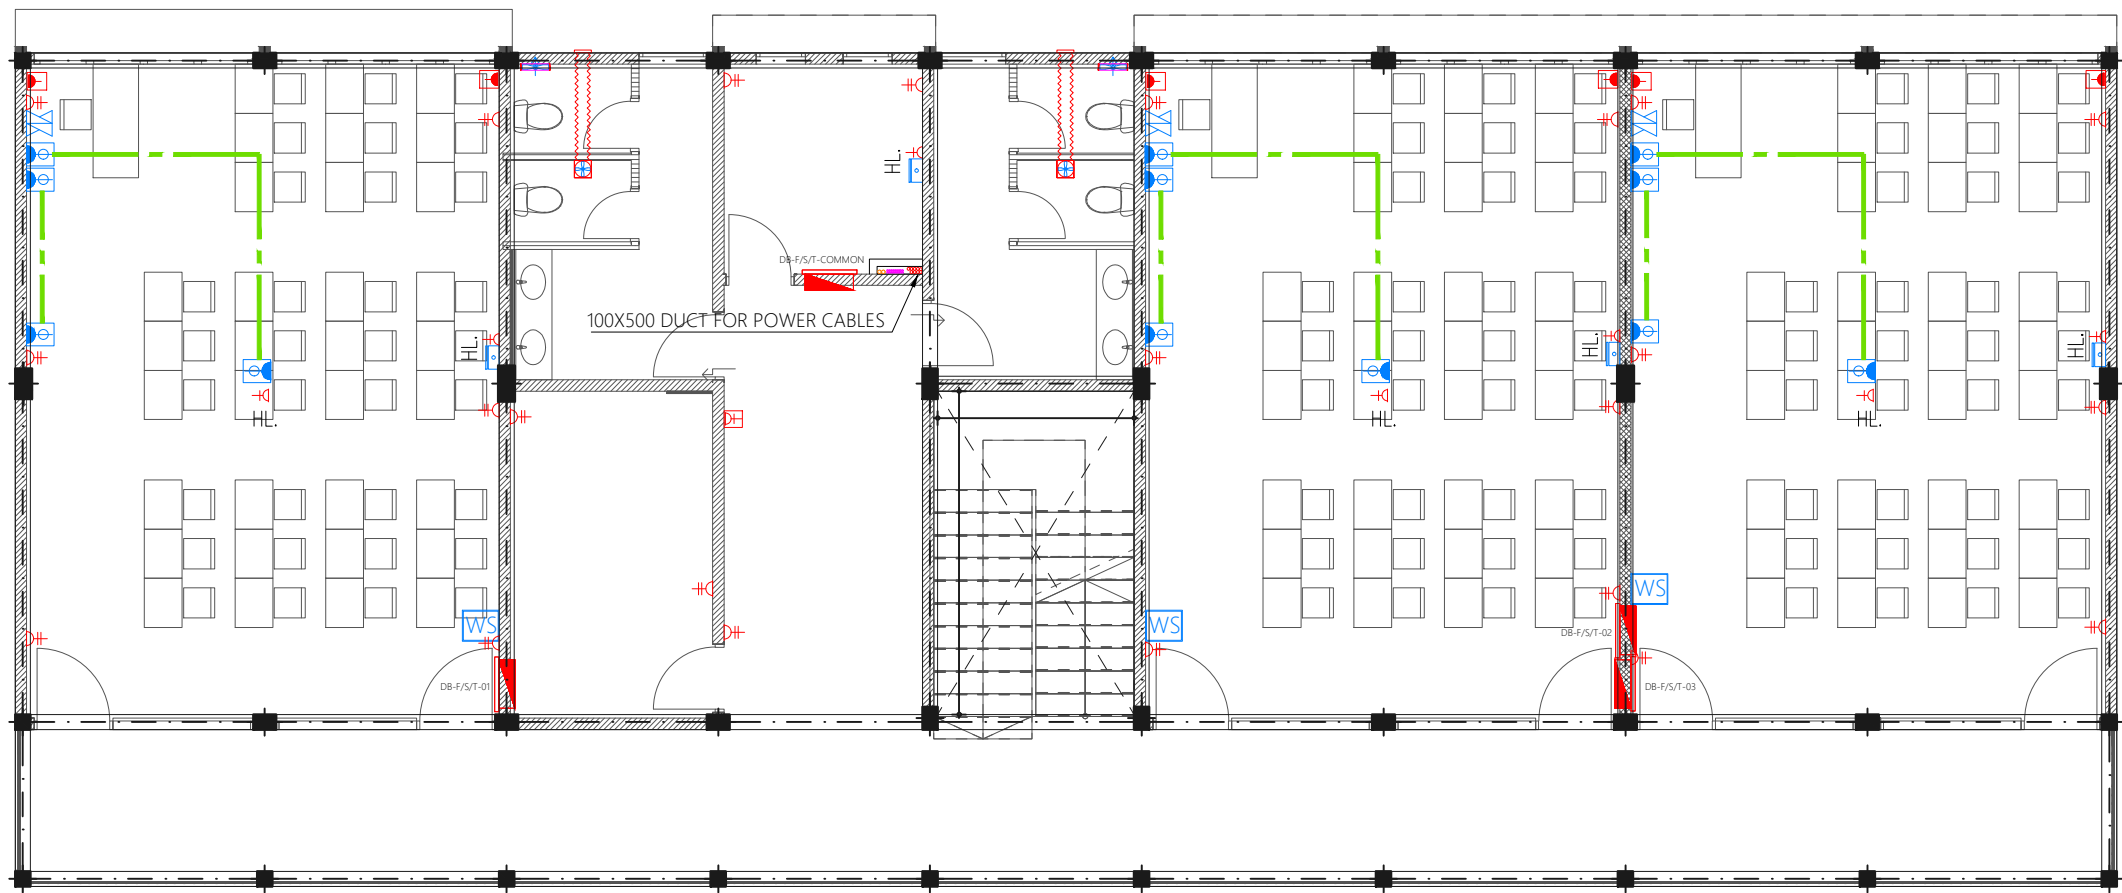 HL.
DB-F/S/T-COMMON
100X500 DUCT FOR POWER CABLES
HL.
HL.
HL.
HL.
HL.
HL.
WS
WS
WS
DB-F/S/T-02
DB-F/S/T-01
DB-F/S/T-03